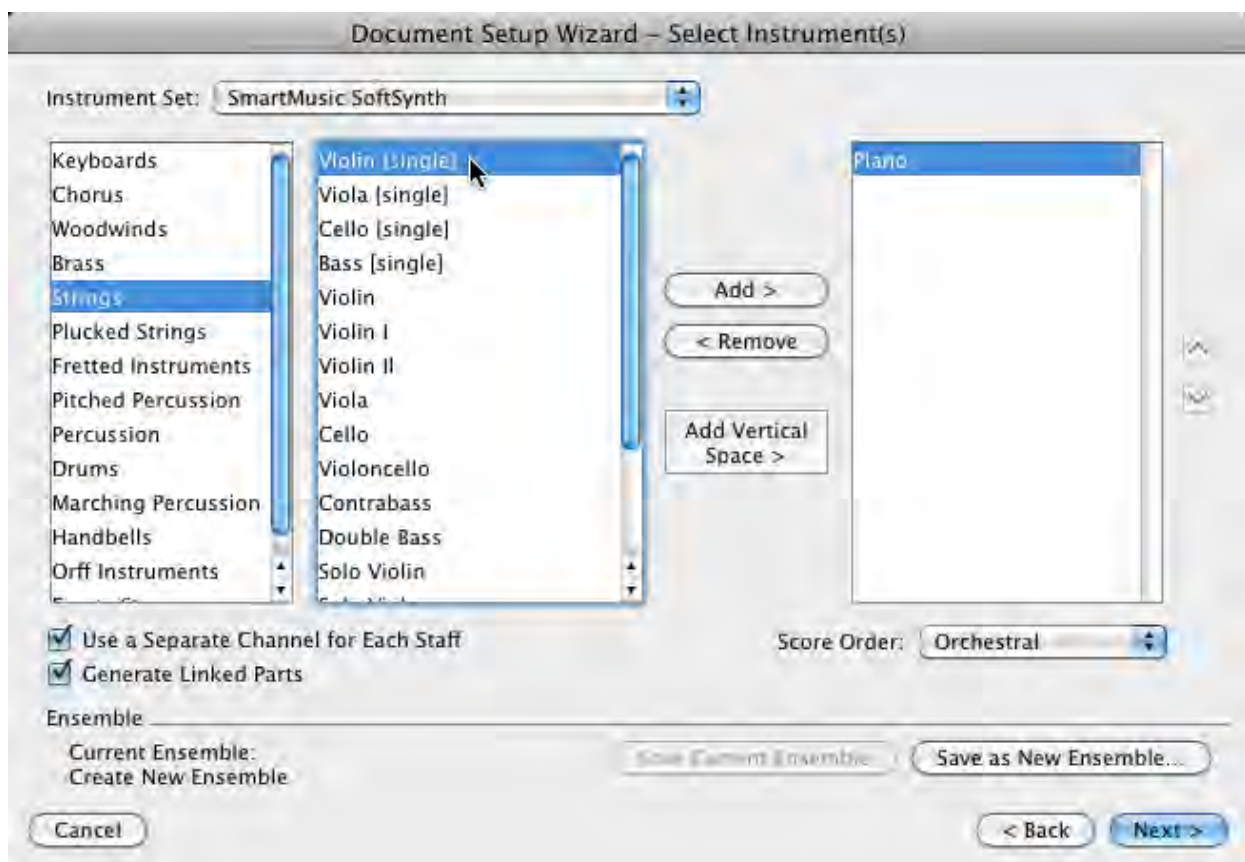 Document Setup Wizard – Select Instrument(s)
Instrument Set: SmartMusic SoftSynth
Keyboards
Chorus
Woodwinds
Brass
Strings
Plucked Strings
Fretted Instruments
Pitched Percussion
Percussion
Drums
Marching Percussion
Handbells
Orff Instruments
Violin [single]
Viola [single]
Cello [single]
Bass [single]
Violin
Violin I
Violin II
Viola
Cello
Violoncello
Contrabass
Double Bass
Solo Violin
Add >
< Remove
Add Vertical
Space >
Piano
Use a Separate Channel for Each Staff
Generate Linked Parts
Score Order: Orchestral
Ensemble
Current Ensemble:
Create New Ensemble
Save Current Ensemble
Save as New Ensemble...
Cancel
< Back
Next >